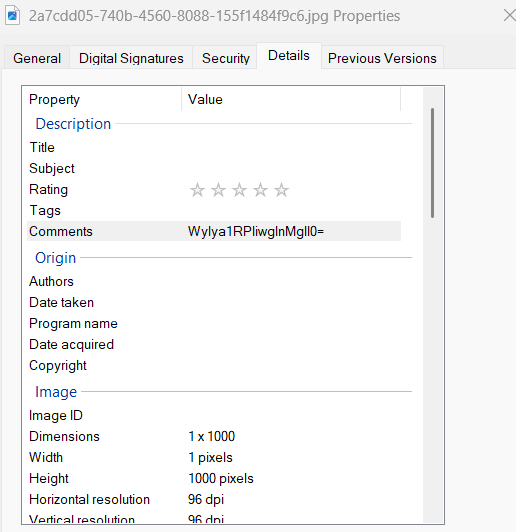 2a7cdd05-740b-4560-8088-155f1484f9c6.jpg Properties
General Digital Signatures Security Details Previous Versions
Property Value
Description
Title
Subject
Rating
Tags
Comments WyIya1RPIiwgInMgIl0=
Origin
Authors
Date taken
Program name
Date acquired
Copyright
Image
Image ID
Dimensions 1 x 1000
Width 1 pixels
Height 1000 pixels
Horizontal resolution 96 dpi
Vertical resolution 96 dpi